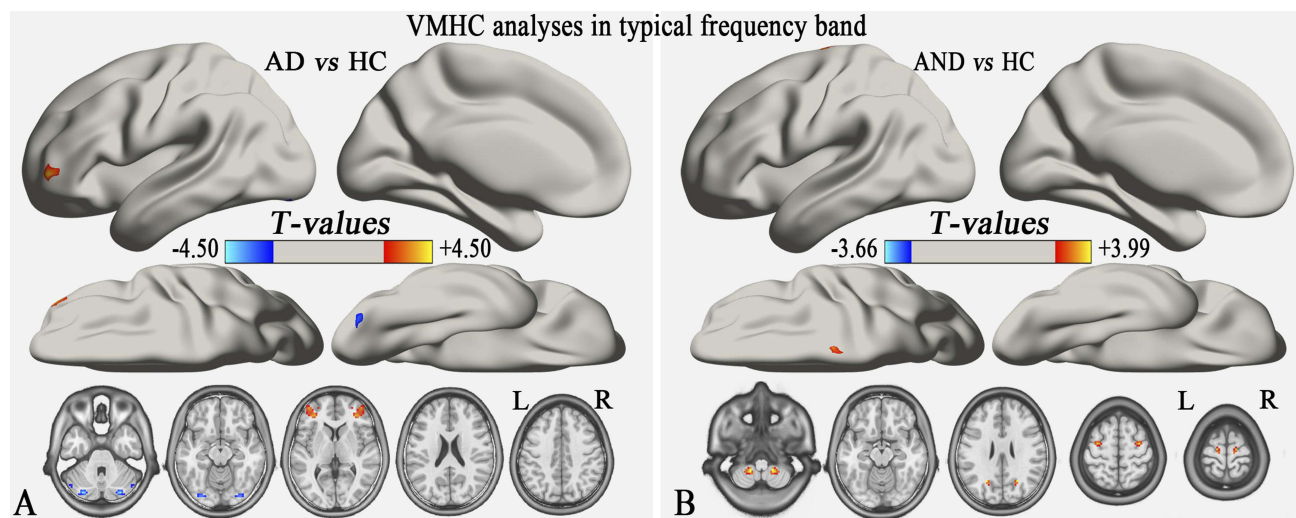 VMHC analyses in typical frequency band
AD vs HC
AND vs HC
T-values
-4.50
+4.50
T-values
-3.66
+3.99
L R
L R
A
B